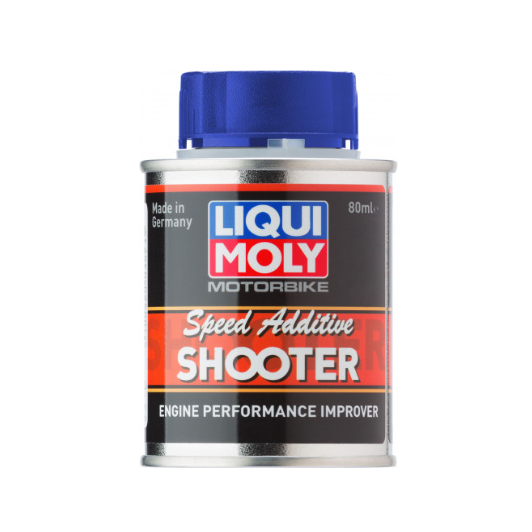 Made in
Germany
80ml℮
LIQUI
MOLY
MOTORBIKE
Speed Additive
SHOOTER
ENGINE PERFORMANCE IMPROVER